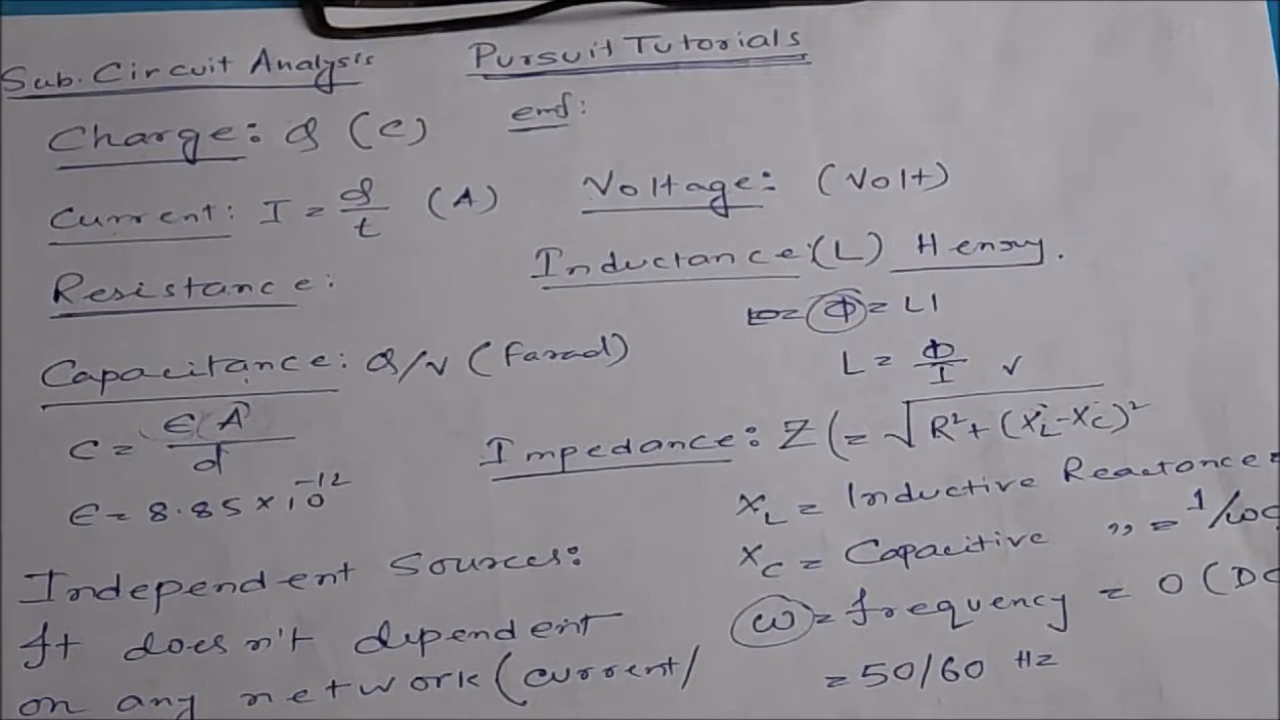 Sub. Circuit Analysis
Pursuit Tutorials
Charge: Q (C)
emf:
Current: I = Q/t (A)
Voltage: (Volt)
Resistance:
Inductance: (L) Henry.
Φ = LI
L = Φ/I ✓
Capacitance: Q/V (Farad)
C = ϵA/d
ϵ = 8.85 × 10⁻¹²
Impedance: Z (= √R²+(XL-XC)²
XL = Inductive Reactance =
XC = Capacitive ,, = 1/ωC
ω = frequency = 0 (DC
= 50/60 Hz
Independent Sources:
It doesn't dependent
on any network (current/